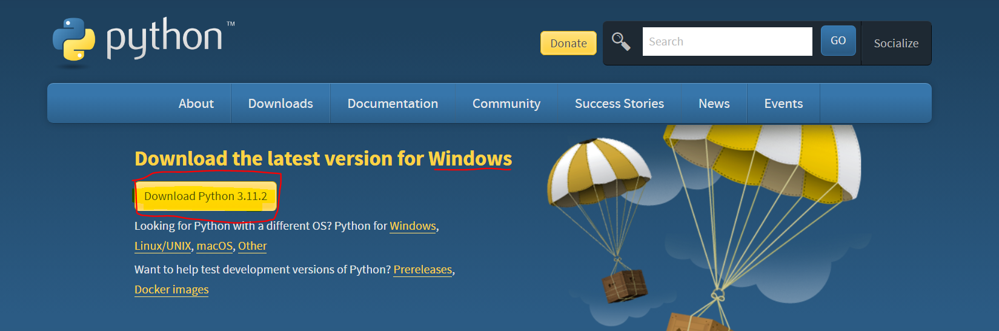 python™
Donate
Search
GO
Socialize
About Downloads Documentation Community Success Stories News Events
Download the latest version for Windows
Download Python 3.11.2
Looking for Python with a different OS? Python for Windows,
Linux/UNIX, macOS, Other
Want to help test development versions of Python? Prereleases,
Docker images